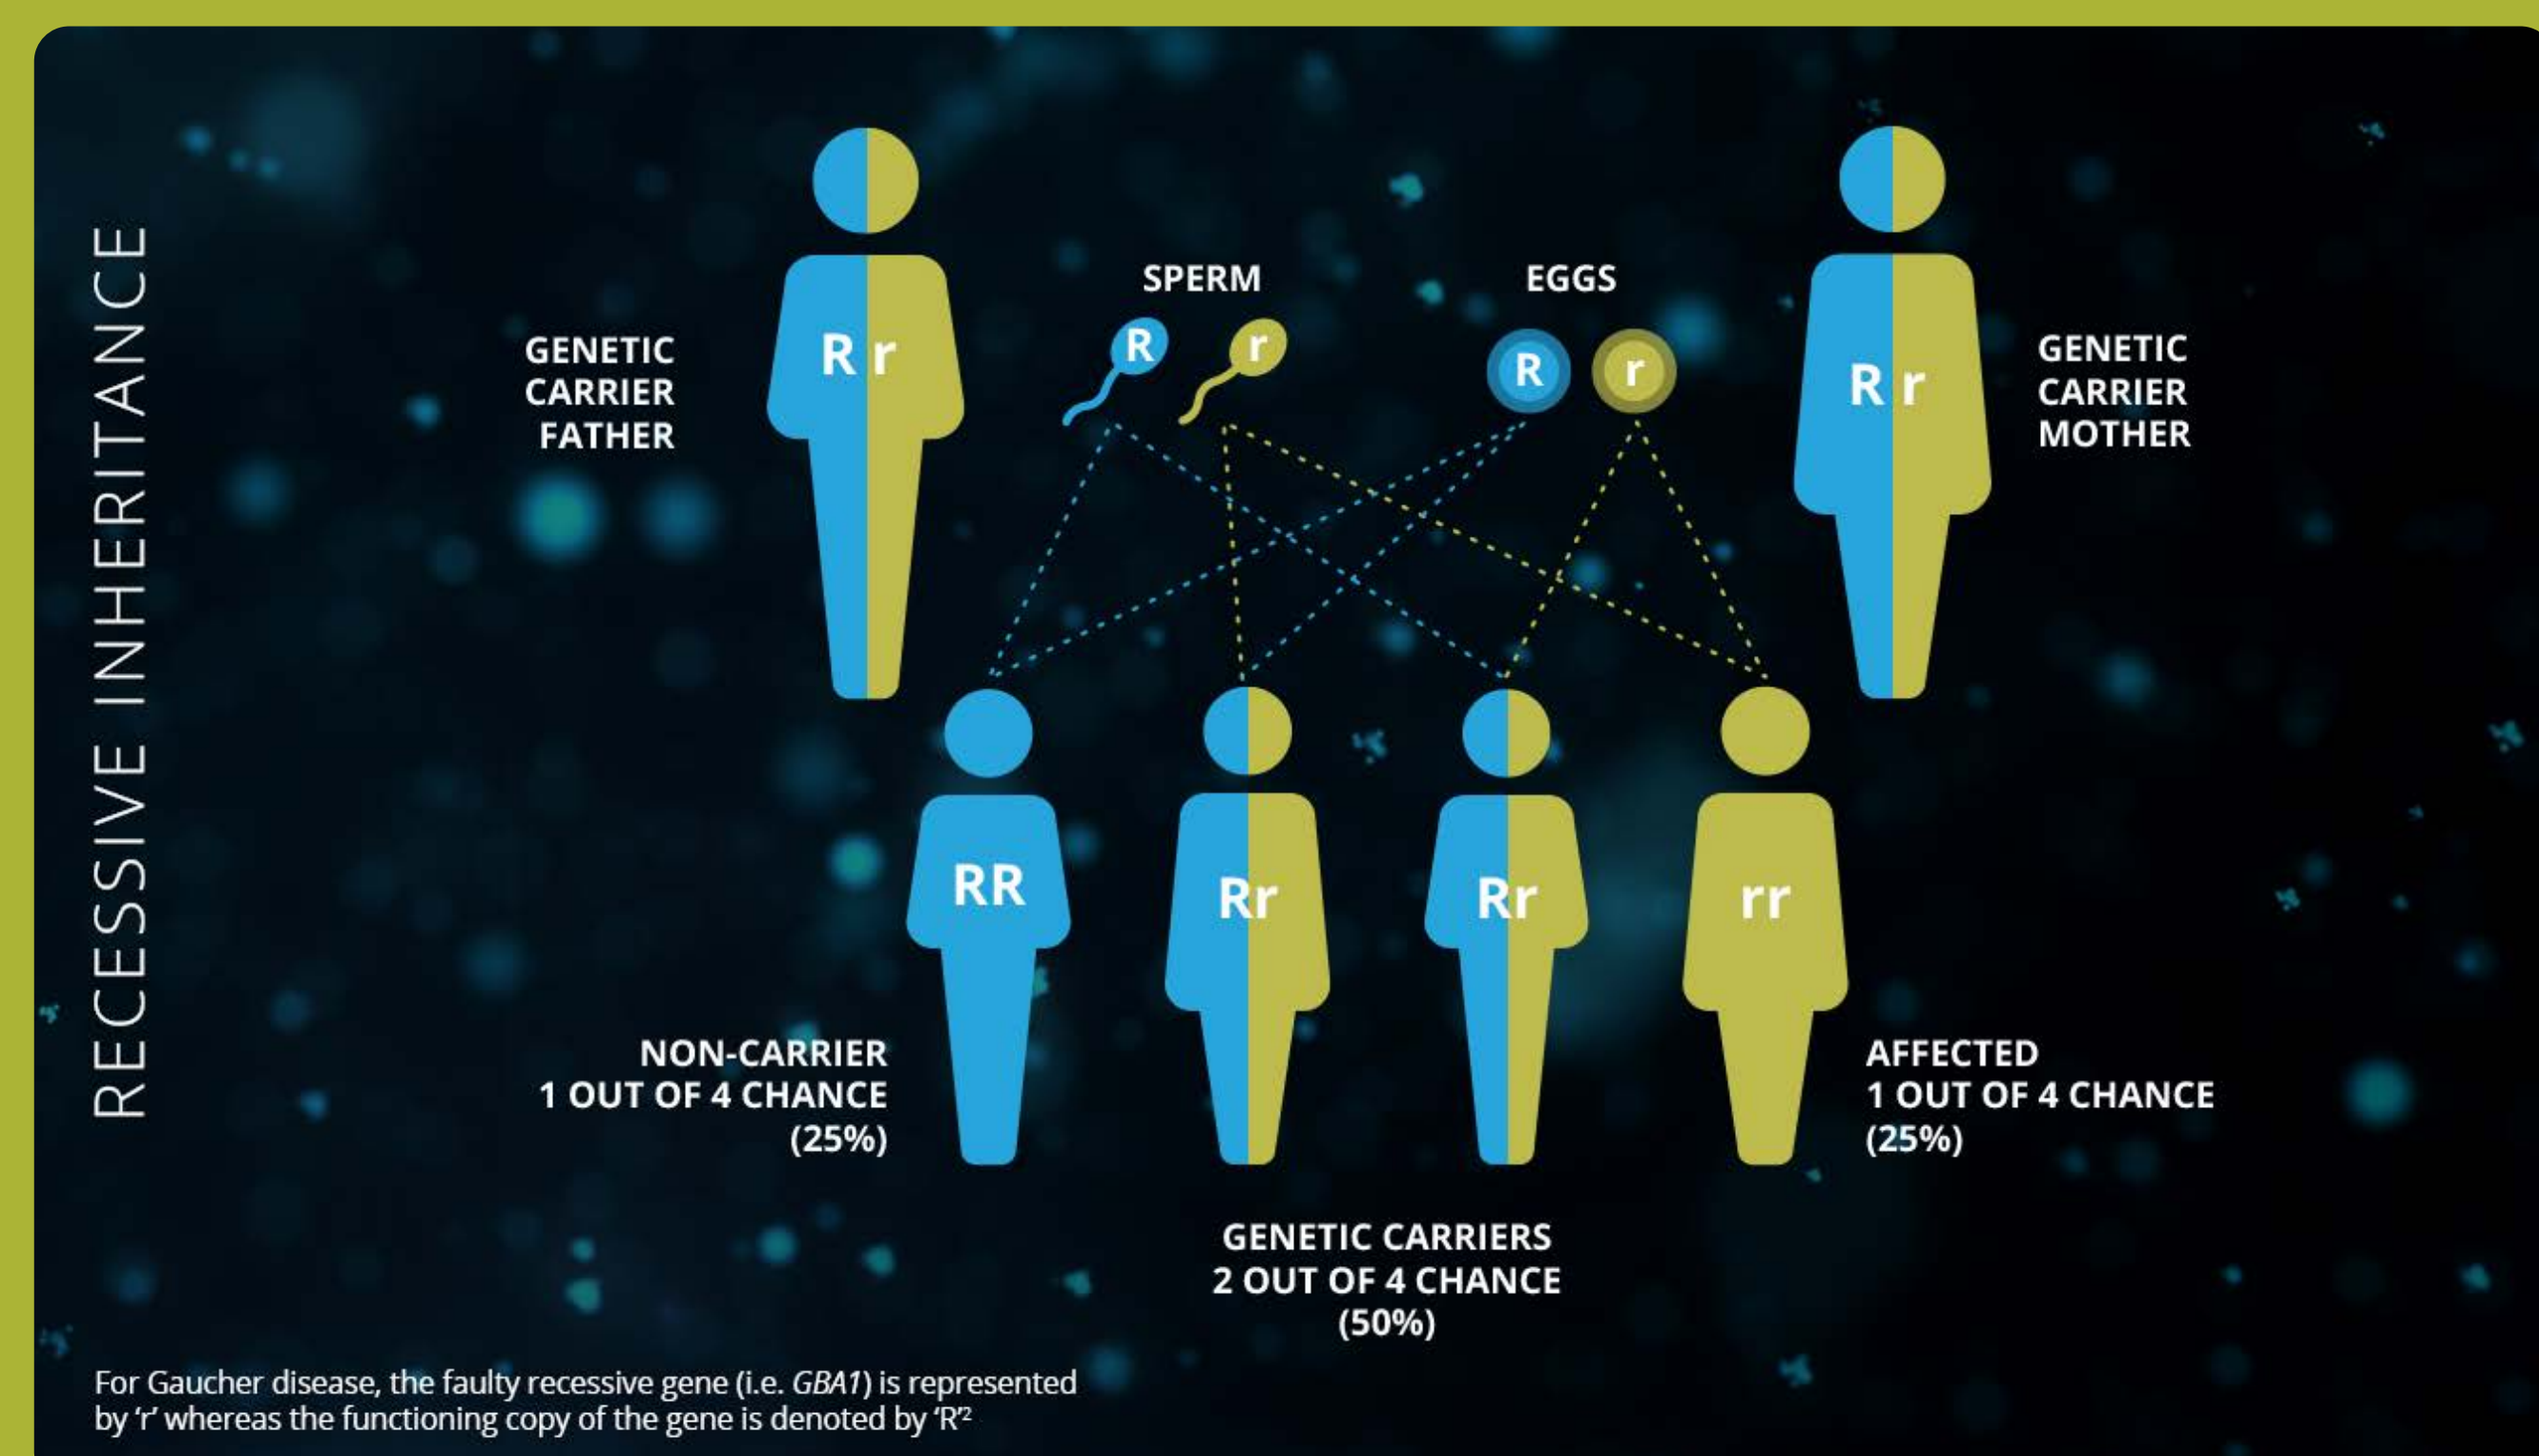 RECESSIVE INHERITANCE
GENETIC
CARRIER
FATHER
R r
SPERM
R
r
EGGS
R
r
R r
GENETIC
CARRIER
MOTHER
RR
Rr
Rr
rr
NON-CARRIER
1 OUT OF 4 CHANCE
(25%)
AFFECTED
1 OUT OF 4 CHANCE
(25%)
GENETIC CARRIERS
2 OUT OF 4 CHANCE
(50%)
For Gaucher disease, the faulty recessive gene (i.e. GBA1) is represented
by ‘r’ whereas the functioning copy of the gene is denoted by ‘R’²